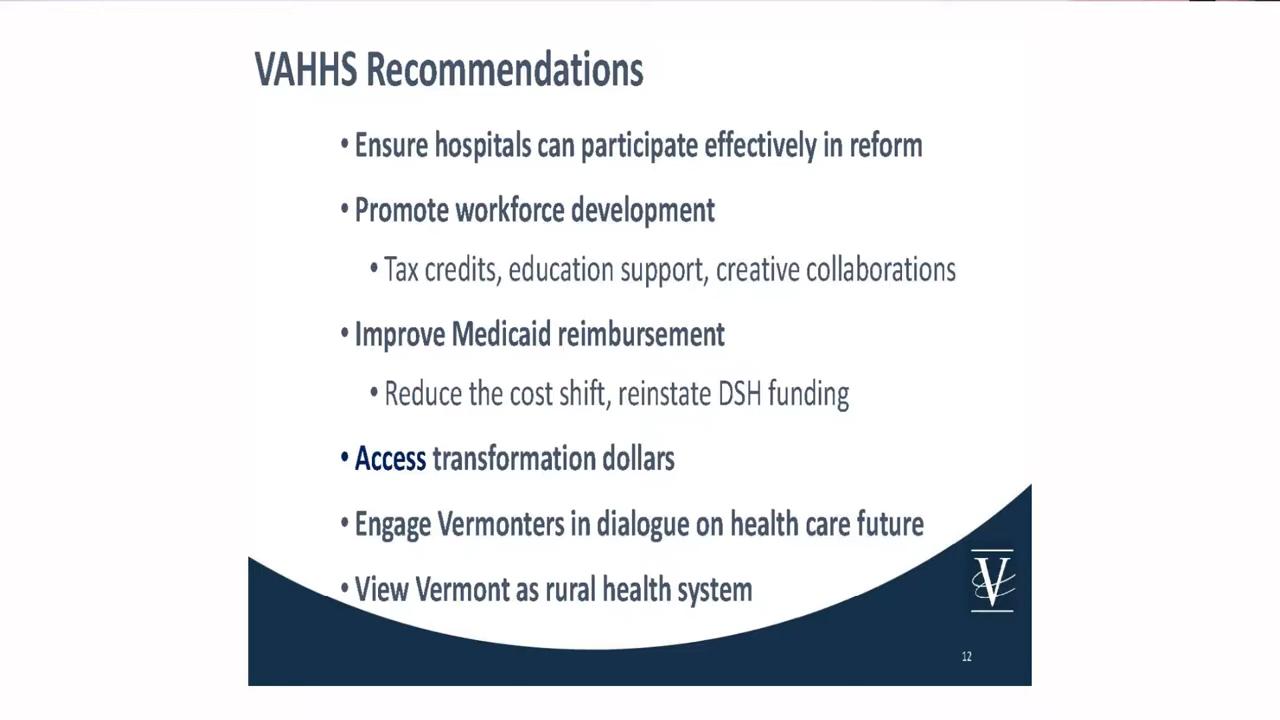 VAHHS Recommendations
• Ensure hospitals can participate effectively in reform
• Promote workforce development
• Tax credits, education support, creative collaborations
• Improve Medicaid reimbursement
• Reduce the cost shift, reinstate DSH funding
• Access transformation dollars
• Engage Vermonters in dialogue on health care future
• View Vermont as rural health system
V
12